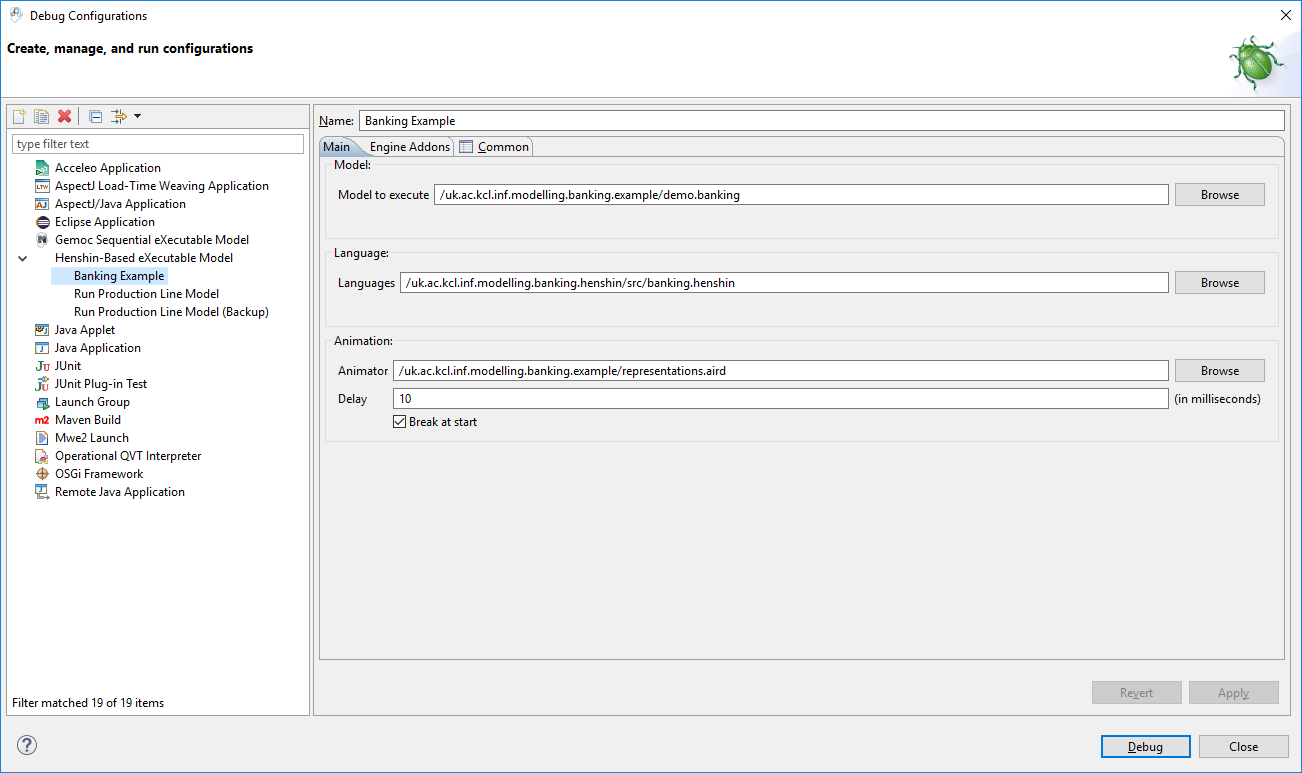 Debug Configurations
Create, manage, and run configurations
type filter text
Acceleo Application
LTW AspectJ Load-Time Weaving Application
AJ AspectJ/Java Application
Eclipse Application
Gemoc Sequential eXecutable Model
Henshin-Based eXecutable Model
Banking Example
Run Production Line Model
Run Production Line Model (Backup)
Java Applet
Java Application
Ju JUnit
JUnit Plug-in Test
Launch Group
m2 Maven Build
Mwe2 Launch
Operational QVT Interpreter
OSGi Framework
Remote Java Application
Filter matched 19 of 19 items
Name: Banking Example
Main Engine Addons Common
Model:
Model to execute /uk.ac.kcl.inf.modelling.banking.example/demo.banking Browse
Language:
Languages /uk.ac.kcl.inf.modelling.banking.henshin/src/banking.henshin Browse
Animation:
Animator /uk.ac.kcl.inf.modelling.banking.example/representations.aird Browse
Delay 10 (in milliseconds)
Break at start
Revert Apply
? Debug Close